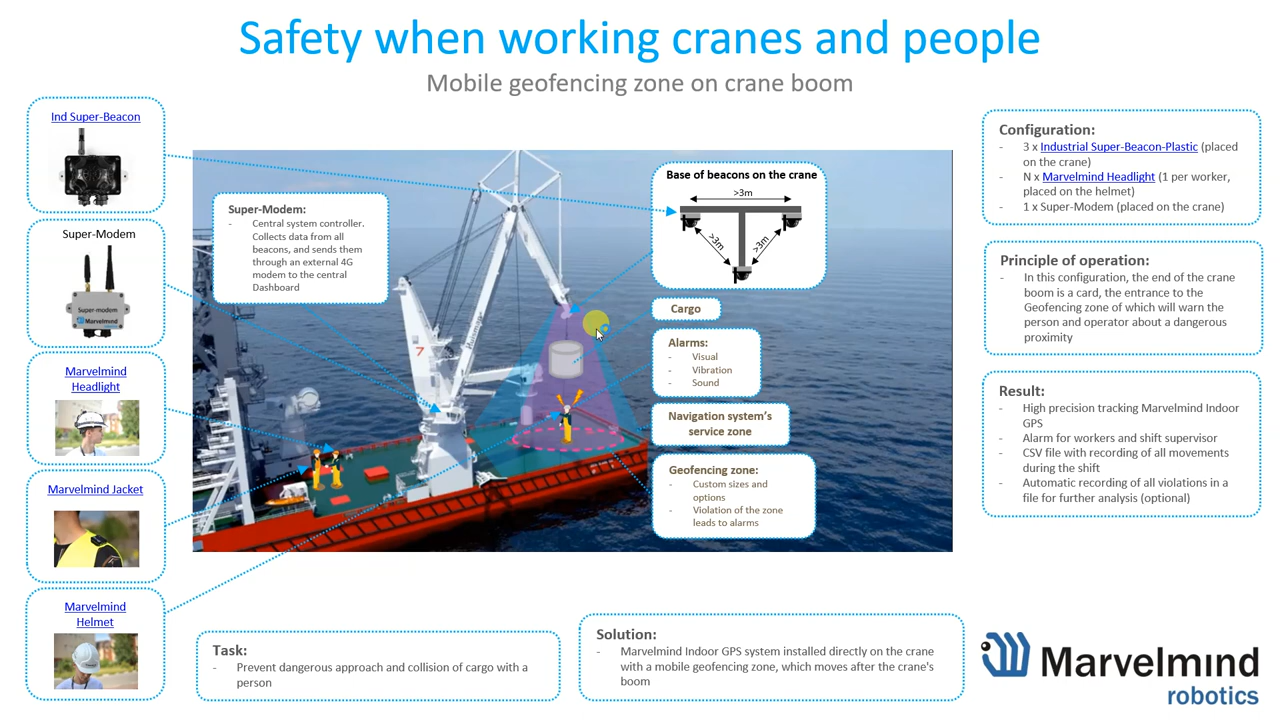 Safety when working cranes and people
Mobile geofencing zone on crane boom
Ind Super-Beacon
Super-Modem
Super-modem
Marvelmind
Marvelmind
Headlight
Marvelmind Jacket
Marvelmind
Helmet
Super-Modem:
- Central system controller.
Collects data from all
beacons, and sends them
through an external 4G
modem to the central
Dashboard
7
Base of beacons on the crane
>3m
>3m
>3m
Cargo
Alarms:
- Visual
- Vibration
- Sound
Navigation system's
service zone
Geofencing zone:
- Custom sizes and
options
- Violation of the zone
leads to alarms
Configuration:
- 3 x Industrial Super-Beacon-Plastic (placed
on the crane)
- N x Marvelmind Headlight (1 per worker,
placed on the helmet)
- 1 x Super-Modem (placed on the crane)
Principle of operation:
- In this configuration, the end of the crane
boom is a card, the entrance to the
Geofencing zone of which will warn the
person and operator about a dangerous
proximity
Result:
- High precision tracking Marvelmind Indoor
GPS
- Alarm for workers and shift supervisor
- CSV file with recording of all movements
during the shift
- Automatic recording of all violations in a
file for further analysis (optional)
Task:
- Prevent dangerous approach and collision of cargo with a
person
Solution:
- Marvelmind Indoor GPS system installed directly on the crane
with a mobile geofencing zone, which moves after the crane's
boom
Marvelmind
robotics